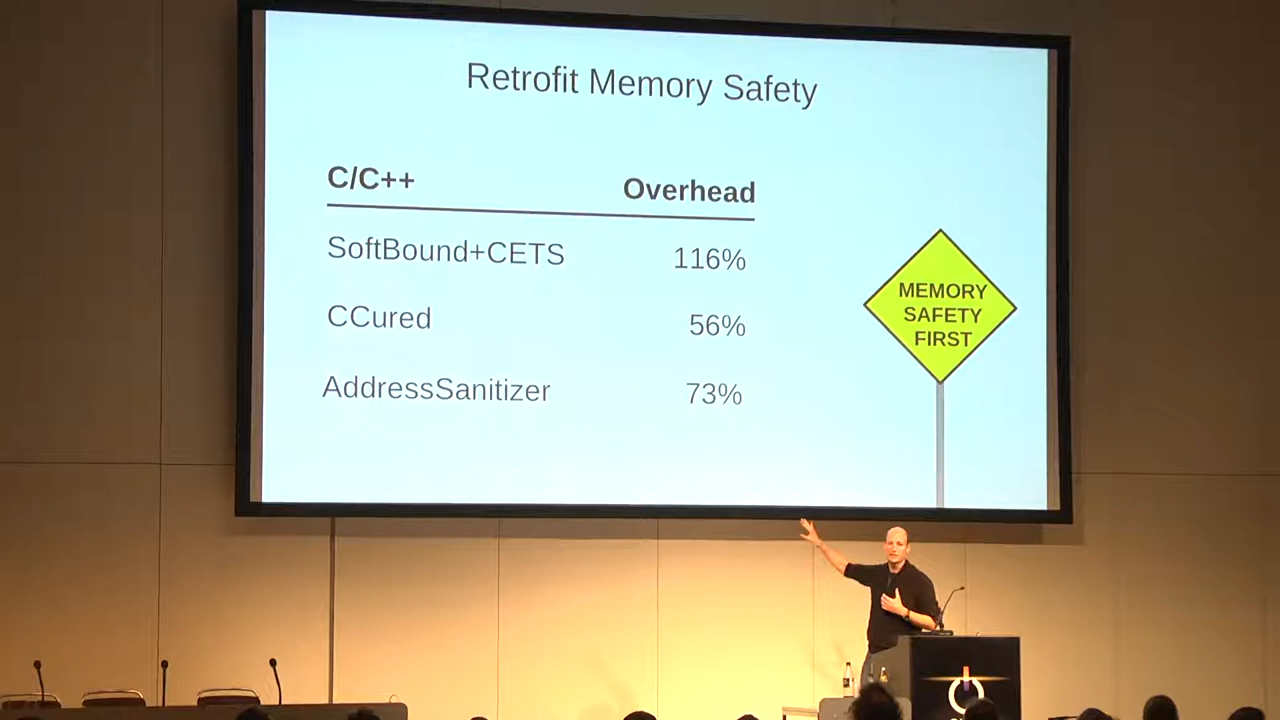 Retrofit Memory Safety
C/C++ Overhead
SoftBound+CETS 116%
CCured 56%
AddressSanitizer 73%
MEMORY
SAFETY
FIRST